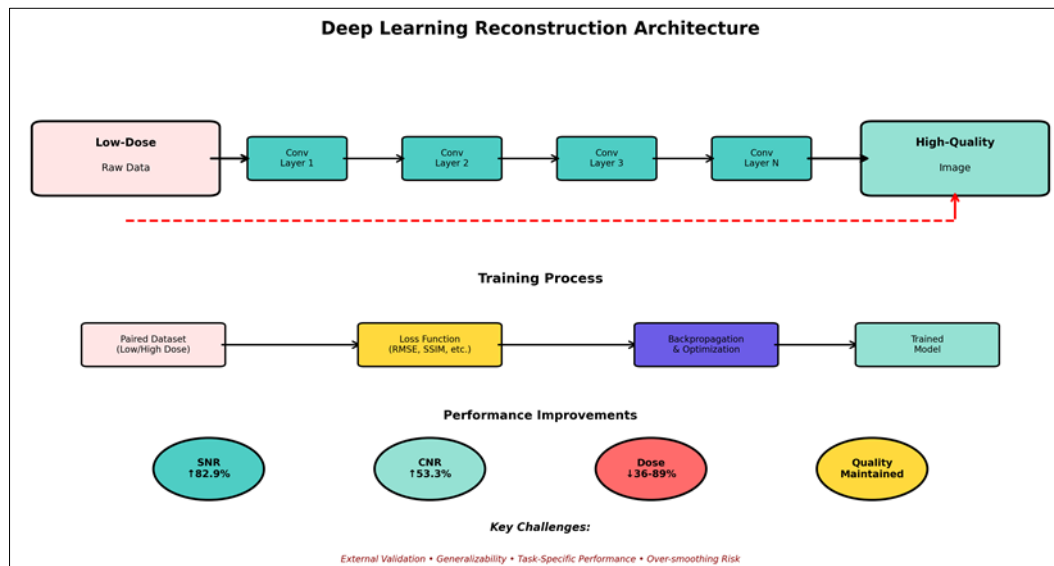 Deep Learning Reconstruction Architecture
Low-Dose
Raw Data
Conv
Layer 1
Conv
Layer 2
Conv
Layer 3
Conv
Layer N
High-Quality
Image
Training Process
Paired Dataset
(Low/High Dose)
Loss Function
(RMSE, SSIM, etc.)
Backpropagation
& Optimization
Trained
Model
Performance Improvements
SNR
↑82.9%
CNR
↑53.3%
Dose
↓36-89%
Quality
Maintained
Key Challenges:
External Validation • Generalizability • Task-Specific Performance • Over-smoothing Risk